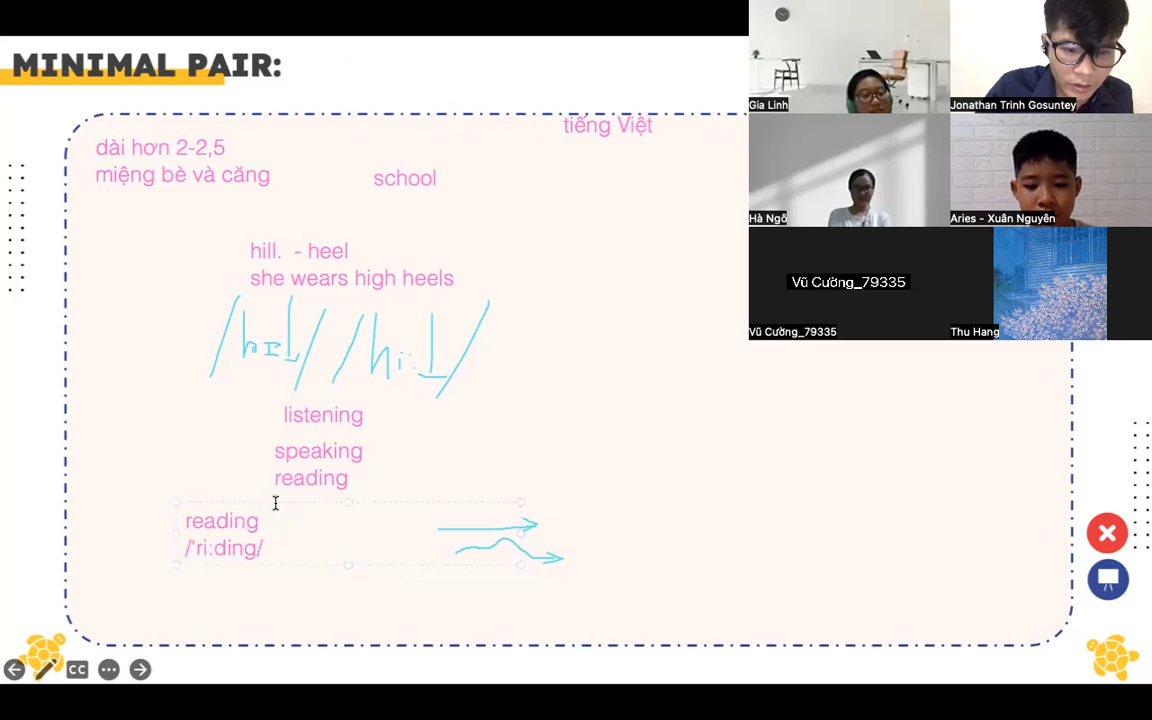 MINIMAL PAIR:
tiếng Việt
dài hơn 2-2,5
miệng bè và căng
school
hill. - heel
she wears high heels
/hɪl/ /hi:l/
listening
speaking
reading
reading
/'ri:ding/
Gia Linh
Jonathan Trinh Gosuntey
Hà Ngô
Aries - Xuân Nguyên
Vũ Cường_79335
Vũ Cường_79335
Thu Hang
CC